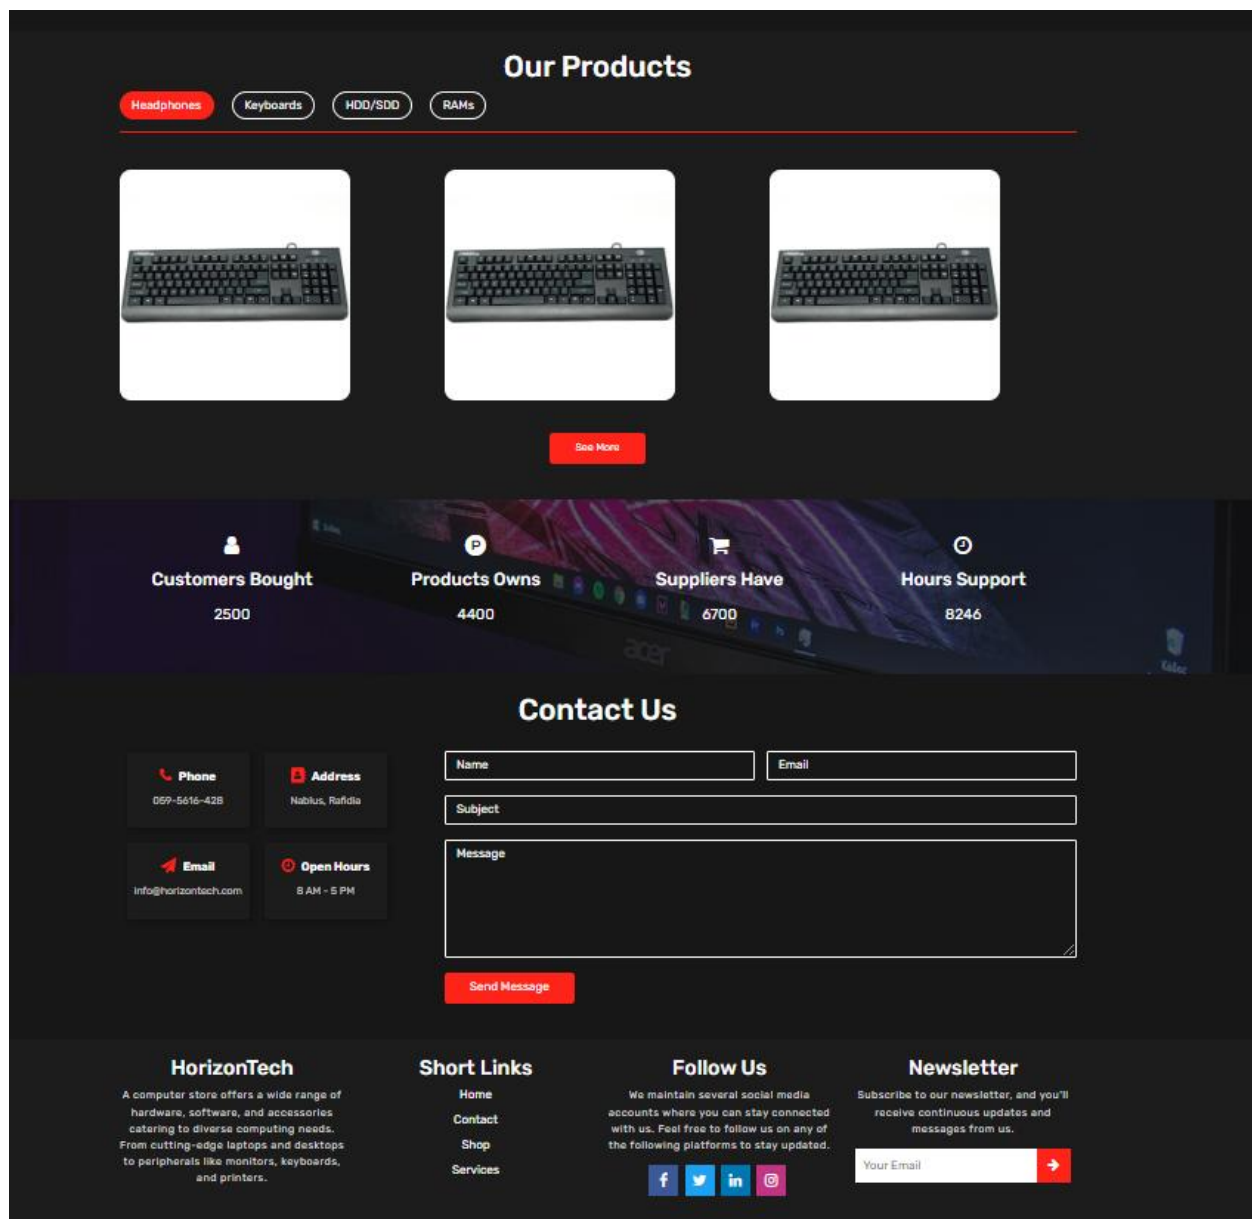 Our Products
Headphones Keyboards HDD/SDD RAMs
See More
Customers Bought Products Owns Suppliers Have Hours Support
2500 4400 6700 8246
acer
Contact Us
Phone
059-5616-428
Address
Nablus, Rafidia
Email
info@horizontech.com
Open Hours
8 AM - 5 PM
Name Email
Subject
Message
Send Message
HorizonTech
A computer store offers a wide range of
hardware, software, and accessories
catering to diverse computing needs.
From cutting-edge laptops and desktops
to peripherals like monitors, keyboards,
and printers.
Short Links
Home
Contact
Shop
Services
Follow Us
We maintain several social media
accounts where you can stay connected
with us. Feel free to follow us on any of
the following platforms to stay updated.
f in
Newsletter
Subscribe to our newsletter, and you'll
receive continuous updates and
messages from us.
Your Email